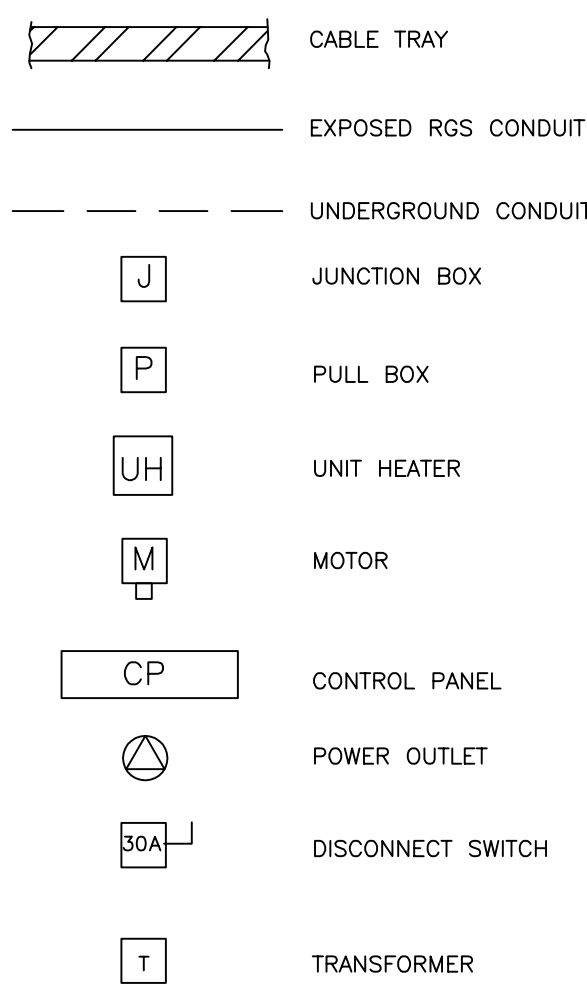 CABLE TRAY
EXPOSED RGS CONDUIT
UNDERGROUND CONDUIT
J JUNCTION BOX
P PULL BOX
UH UNIT HEATER
M MOTOR
CP CONTROL PANEL
POWER OUTLET
30A DISCONNECT SWITCH
T TRANSFORMER